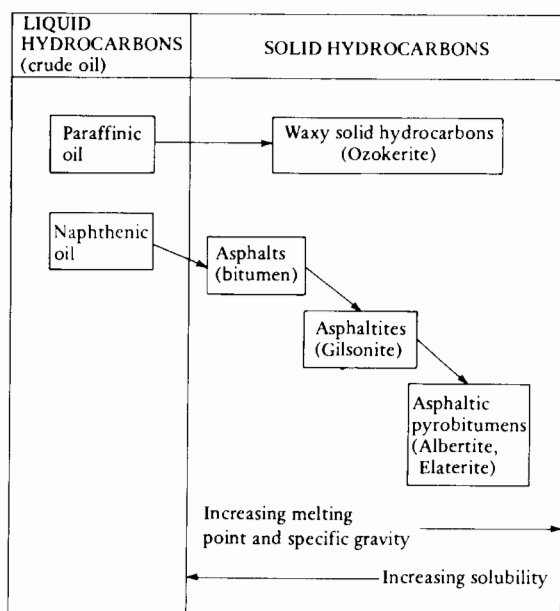 LIQUID
HYDROCARBONS
(crude oil)
SOLID HYDROCARBONS
Paraffinic
oil
Waxy solid hydrocarbons
(Ozokerite)
Naphthenic
oil
Asphalts
(bitumen)
Asphaltites
(Gilsonite)
Asphaltic
pyrobitumens
(Albertite,
Elaterite)
Increasing melting
point and specific gravity
Increasing solubility